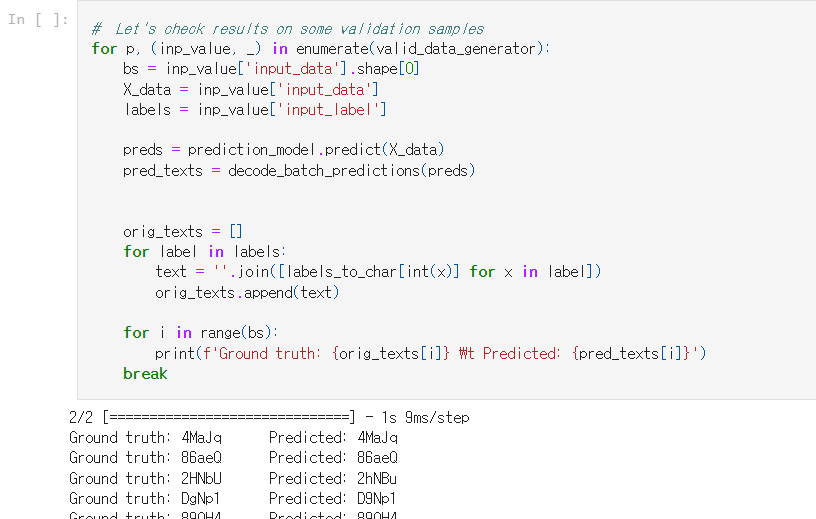 In [ ]:
# Let's check results on some validation samples
for p, (inp_value, _) in enumerate(valid_data_generator):
    bs = inp_value['input_data'].shape[0]
    X_data = inp_value['input_data']
    labels = inp_value['input_label']
    preds = prediction_model.predict(X_data)
    pred_texts = decode_batch_predictions(preds)
    orig_texts = []
    for label in labels:
        text = ''.join([labels_to_char[int(x)] for x in label])
        orig_texts.append(text)
    for i in range(bs):
        print(f'Ground truth: {orig_texts[i]} ₩t Predicted: {pred_texts[i]}')
    break
2/2 [==============================] - 1s 9ms/step
Ground truth: 4MaJq Predicted: 4MaJq
Ground truth: 86aeQ Predicted: 86aeQ
Ground truth: 2HNbU Predicted: 2hNBu
Ground truth: DgNp1 Predicted: D9Np1
Ground truth: Predicted: